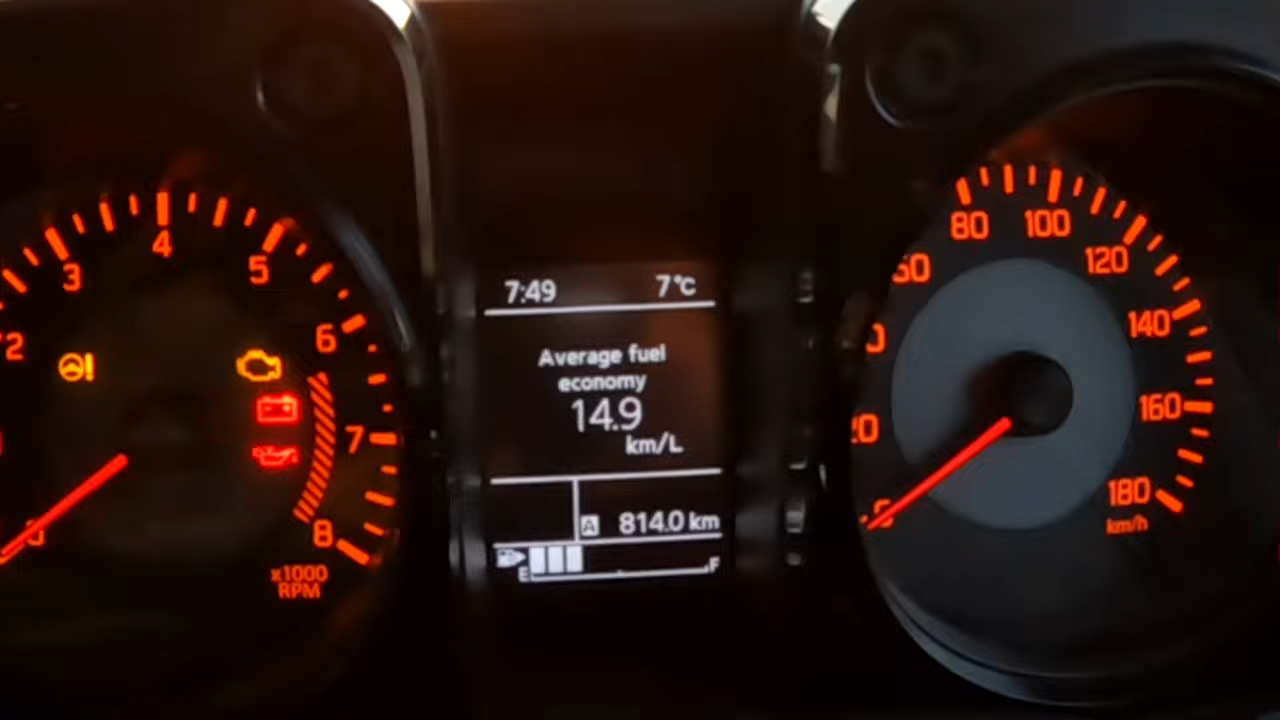 2
3
4
5
6
7
8
x1000
RPM
7:49 7°C
Average fuel
economy
14.9
km/L
A 814.0 km
E F
80
100
120
140
160
180
km/h